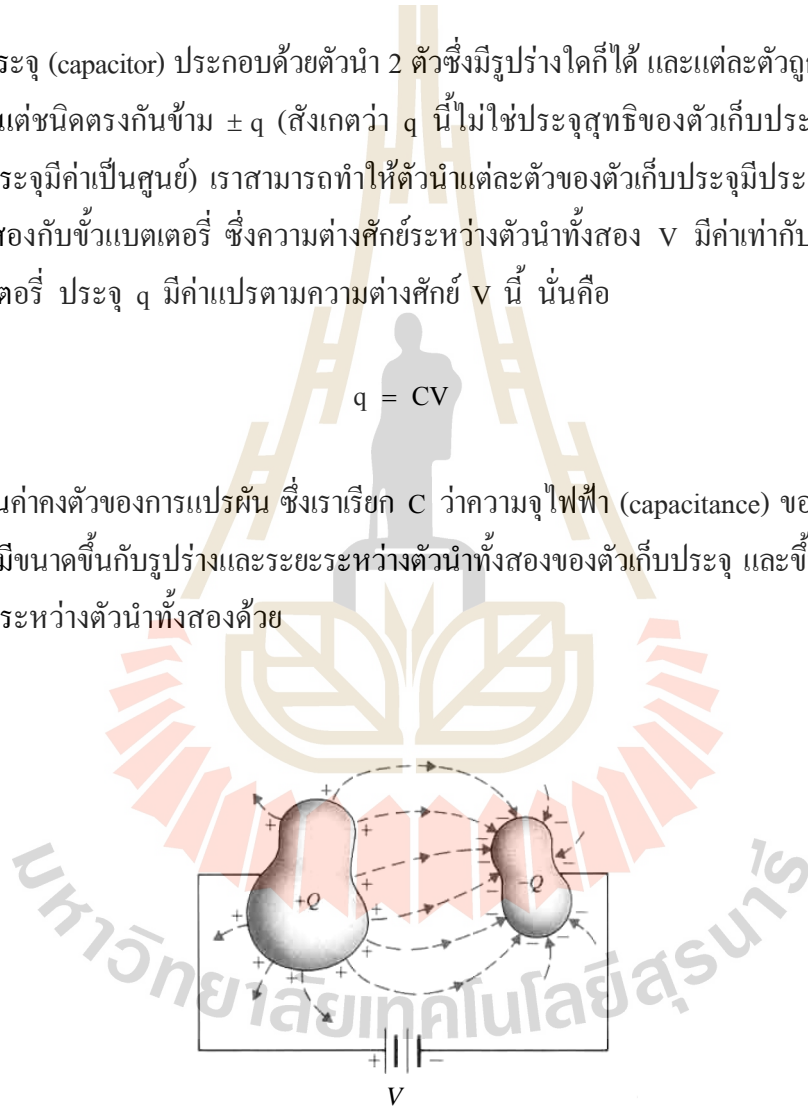 ระจุ (capacitor) ประกอบด้วยตัวนำ 2 ตัวซึ่งมีรูปร่างใดก็ได้ และแต่ละตัวถู
แต่ชนิดตรงกันข้าม ± q (สังเกตว่า q นี้ไม่ใช่ประจุสุทธิของตัวเก็บประ
ระจุมีค่าเป็นศูนย์) เราสามารถทำให้ตัวนำแต่ละตัวของตัวเก็บประจุมีประ
สองกับขั้วแบตเตอรี่ ซึ่งความต่างศักย์ระหว่างตัวนำทั้งสอง V มีค่าเท่ากับ
ตอรี่ ประจุ q มีค่าแปรตามความต่างศักย์ V นี้ นั่นคือ
q = CV
นค่าคงตัวของการแปรผัน ซึ่งเราเรียก C ว่าความจุไฟฟ้า (capacitance) ขอ
มีขนาดขึ้นกับรูปร่างและระยะระหว่างตัวนำทั้งสองของตัวเก็บประจุ และขึ้
ระหว่างตัวนำทั้งสองด้วย
+Q
-Q
+ −
V
มหาวิทยาลัยเทคโนโลยีสุรนารี